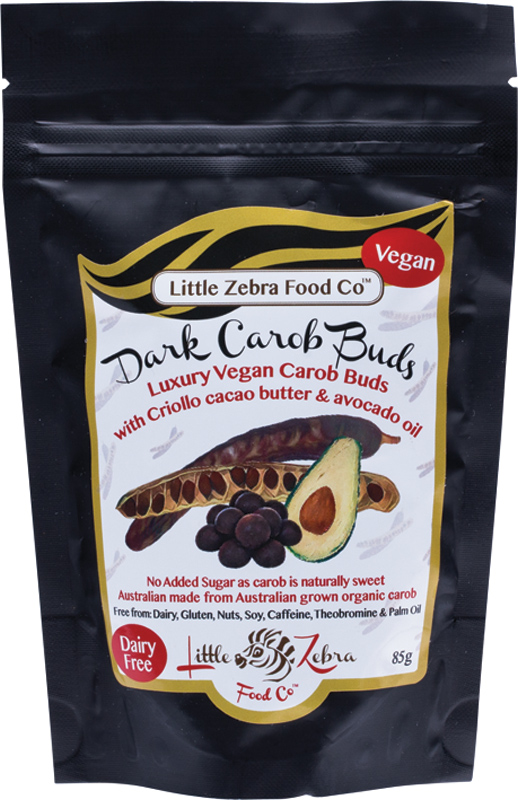 Vegan
Little Zebra Food Co™
Dark Carob Buds
Luxury Vegan Carob Buds
with Criollo cacao butter & avocado oil
No Added Sugar as carob is naturally sweet
Australian made from Australian grown organic carob
Free from: Dairy, Gluten, Nuts, Soy, Caffeine, Theobromine & Palm Oil
Dairy
Free
Little Zebra
Food Co™
85g